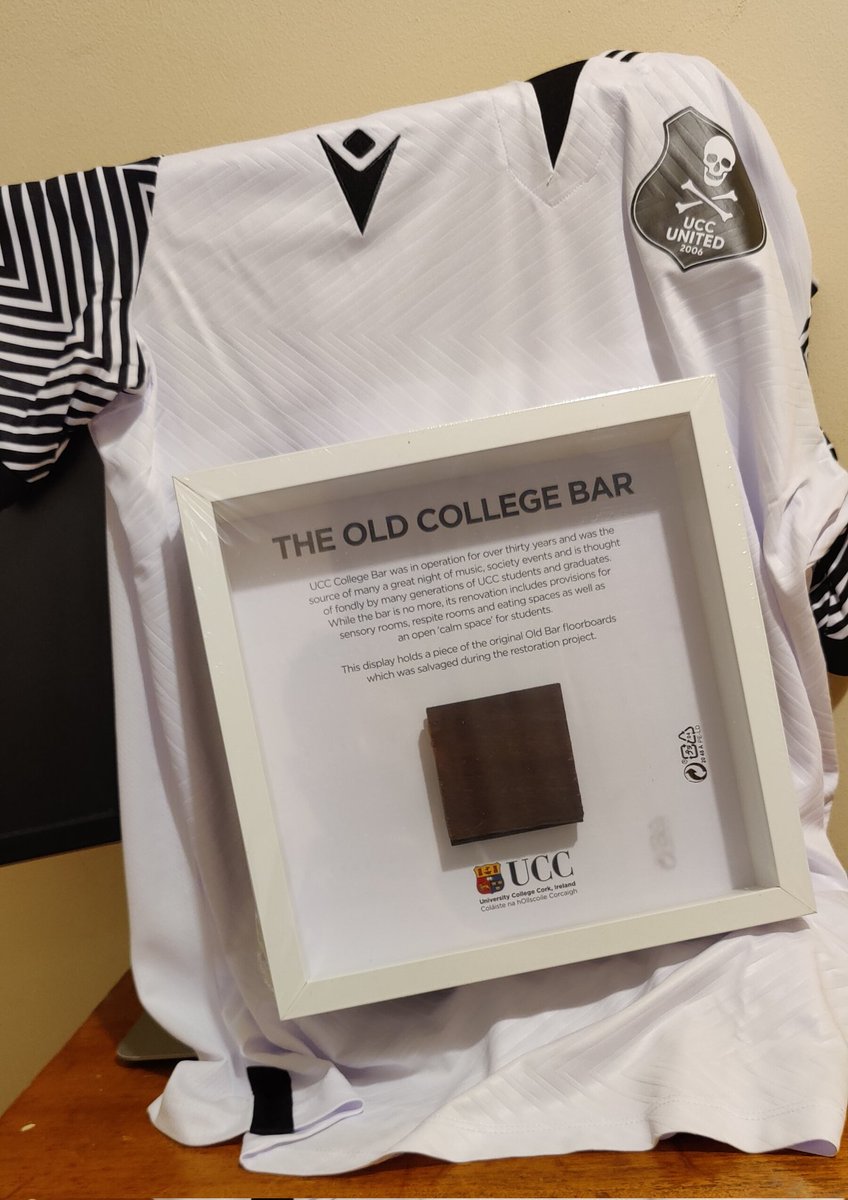 UCC
UNITED
2006
THE OLD COLLEGE BAR
UCC College Bar was in operation for over thirty years and was the
source of many a great night of music, society events and is thought
of fondly by many generations of UCC students and graduates.
While the bar is no more, its renovation includes provisions for
sensory rooms, respite rooms and eating spaces as well as
an open 'calm space' for students.
This display holds a piece of the original Old Bar floorboards
which was salvaged during the restoration project.
UCC
University College Cork, Ireland
Coláiste na hOllscoile Corcaigh